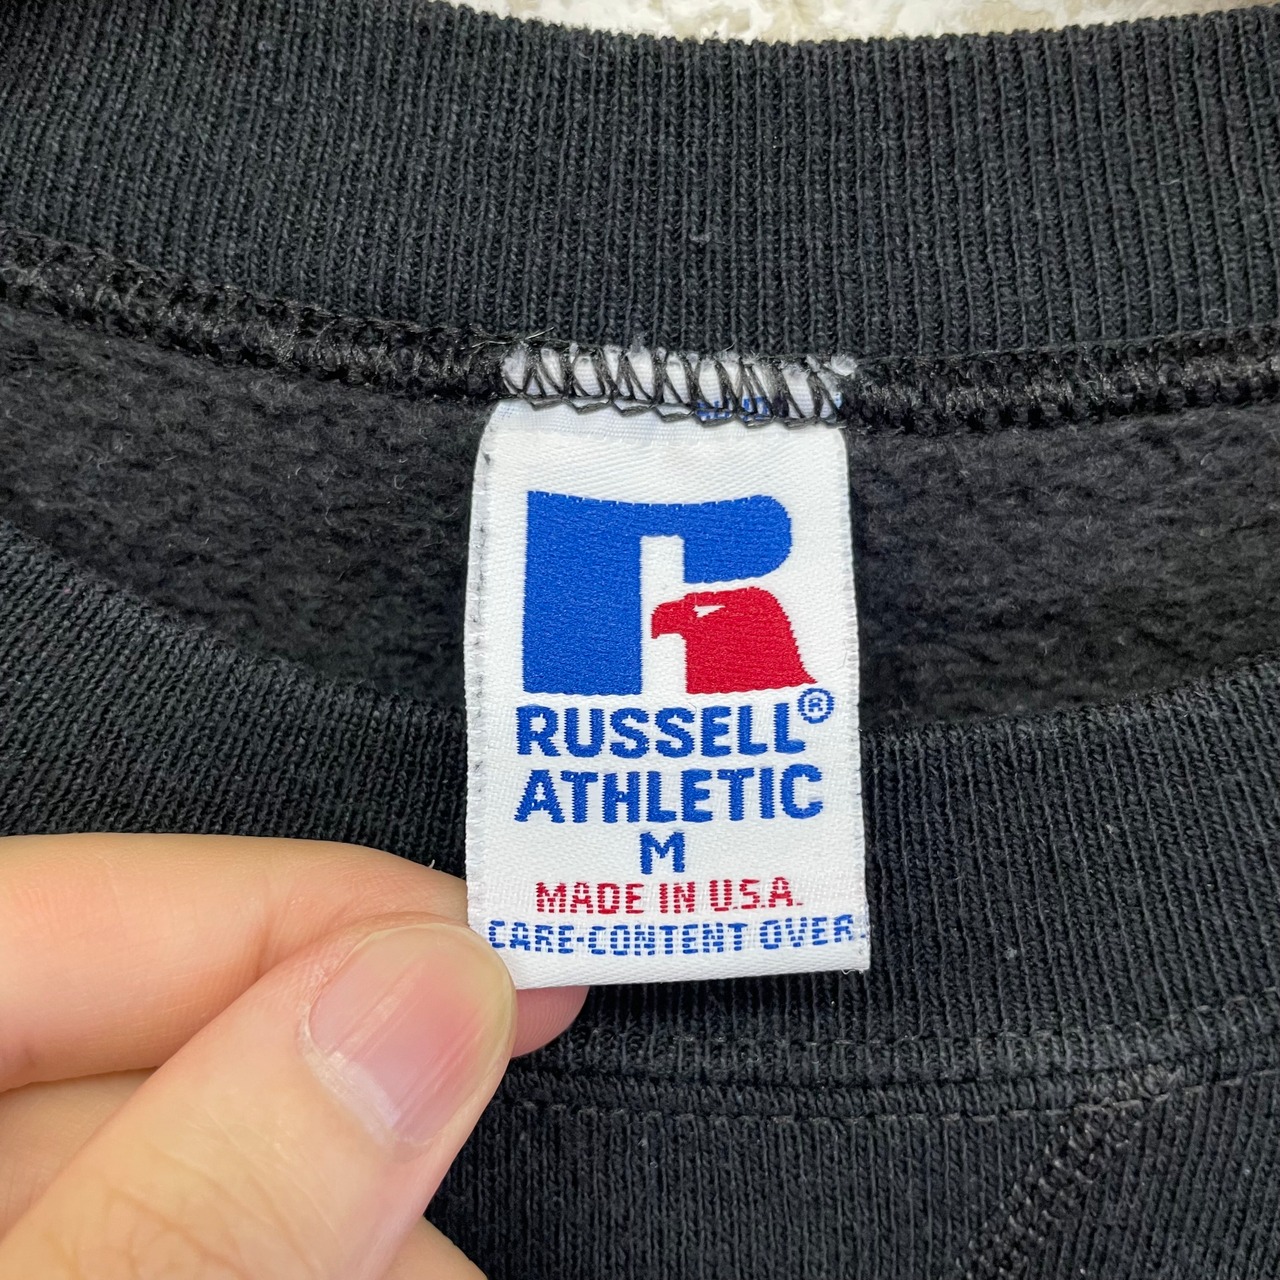 RUSSELL®
ATHLETIC
M
MADE IN U.S.A.
CARE-CONTENT OVER